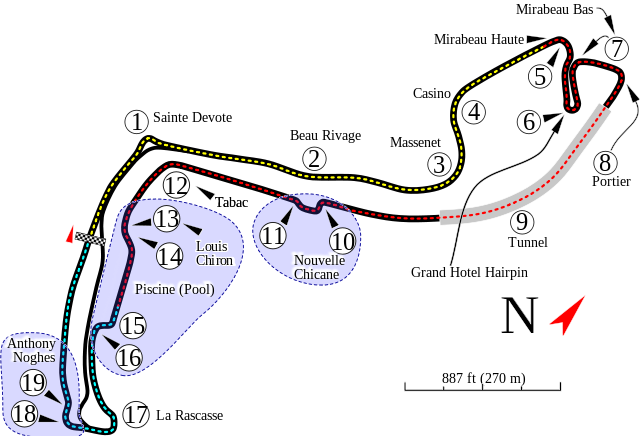 Mirabeau Bas
Mirabeau Haute
7
5
Casino
4
6
1
Sainte Devote
Beau Rivage
2
Massenet
3
8
Portier
12
Tabac
13
11
10
9
Tunnel
14
Louis
Chiron
Nouvelle
Chicane
Grand Hotel Hairpin
Piscine (Pool)
N
15
16
Anthony
Noghes
19
18
17
La Rascasse
887 ft (270 m)